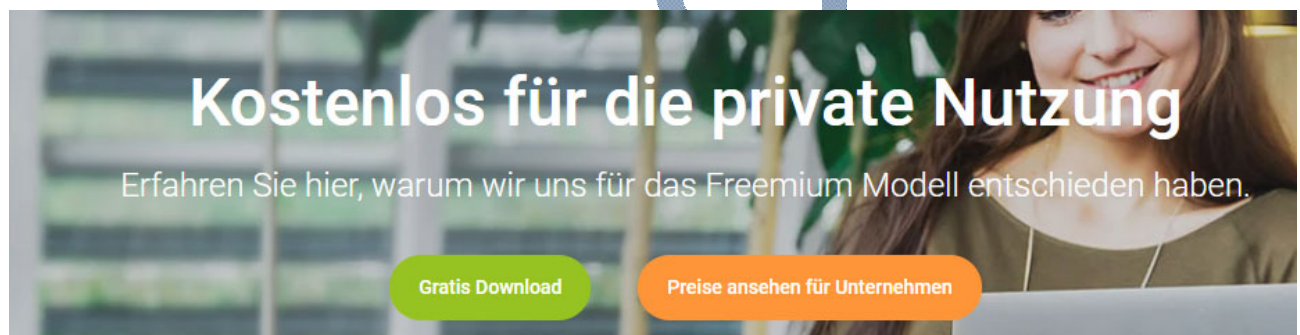 Kostenlos für die private Nutzung
Erfahren Sie hier, warum wir uns für das Freemium Modell entschieden haben.
Gratis Download
Preise ansehen für Unternehmen